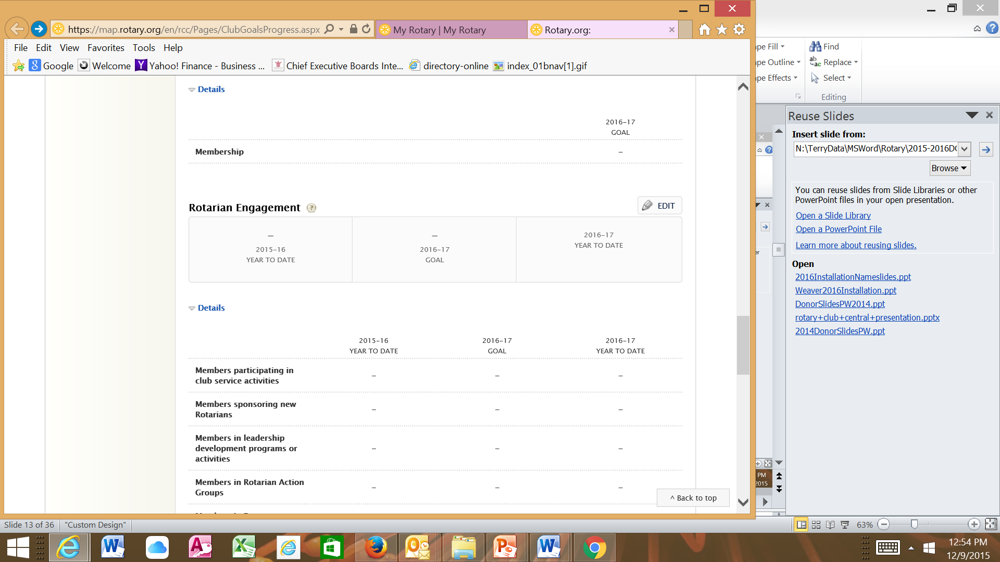 https://map.rotary.org/en/rcc/Pages/ClubGoalsProgress.aspx
My Rotary | My Rotary
Rotary.org:
File Edit View Favorites Tools Help
Google Welcome Yahoo! Finance - Business ... Chief Executive Boards Inte... directory-online index_01bnav[1].gif
Details
2016-17
GOAL
Membership –
Rotarian Engagement ?
EDIT
–
2015-16
YEAR TO DATE
–
2016-17
GOAL
2016-17
YEAR TO DATE
Details
2015-16
YEAR TO DATE
2016-17
GOAL
2016-17
YEAR TO DATE
Members participating in
club service activities
– – –
Members sponsoring new
Rotarians
– – –
Members in leadership
development programs or
activities
– – –
Members in Rotarian Action
Groups
– – –
^ Back to top
pe Fill
pe Outline
pe Effects
Find
Replace
Select
Editing
Reuse Slides
Insert slide from:
N:\TerryData\MSWord\Rotary\2015-2016D
Browse
You can reuse slides from Slide Libraries or other
PowerPoint files in your open presentation.
Open a Slide Library
Open a PowerPoint File
Learn more about reusing slides.
Open
2016InstallationNameslides.ppt
Weaver2016Installation.ppt
DonorSlidesPW2014.ppt
rotary+club+central+presentation.pptx
2014DonorSlidesPW.ppt
er
PM
2015
Slide 13 of 36
"Custom Design"
63%
12:54 PM
12/9/2015